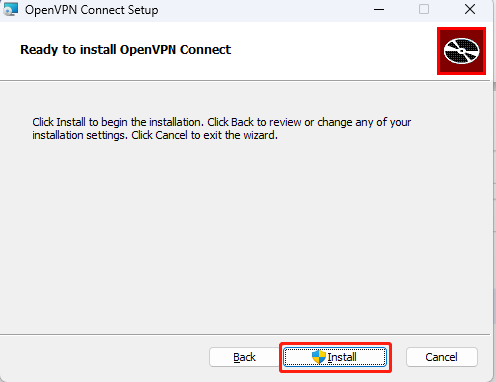 OpenVPN Connect Setup
Ready to install OpenVPN Connect
Click Install to begin the installation. Click Back to review or change any of your
installation settings. Click Cancel to exit the wizard.
Back
Install
Cancel